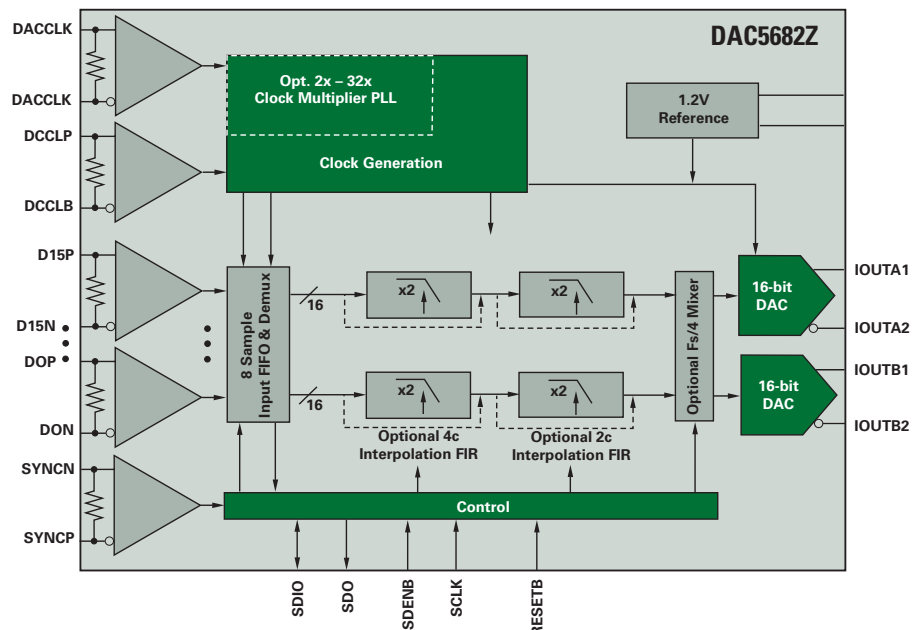 DAC5682Z
DACCLK
DACCLK
DCCLP
DCCLB
D15P
D15N
DOP
DON
SYNCN
SYNCP
Opt. 2x – 32x
Clock Multiplier PLL
Clock Generation
1.2V
Reference
8 Sample
Input FIFO & Demux
16
x2
x2
16
x2
x2
Optional 4c
Interpolation FIR
Optional 2c
Interpolation FIR
Optional Fs/4 Mixer
16-bit
DAC
16-bit
DAC
IOUTA1
IOUTA2
IOUTB1
IOUTB2
Control
SDIO
SDO
SDENB
SCLK
RESETB